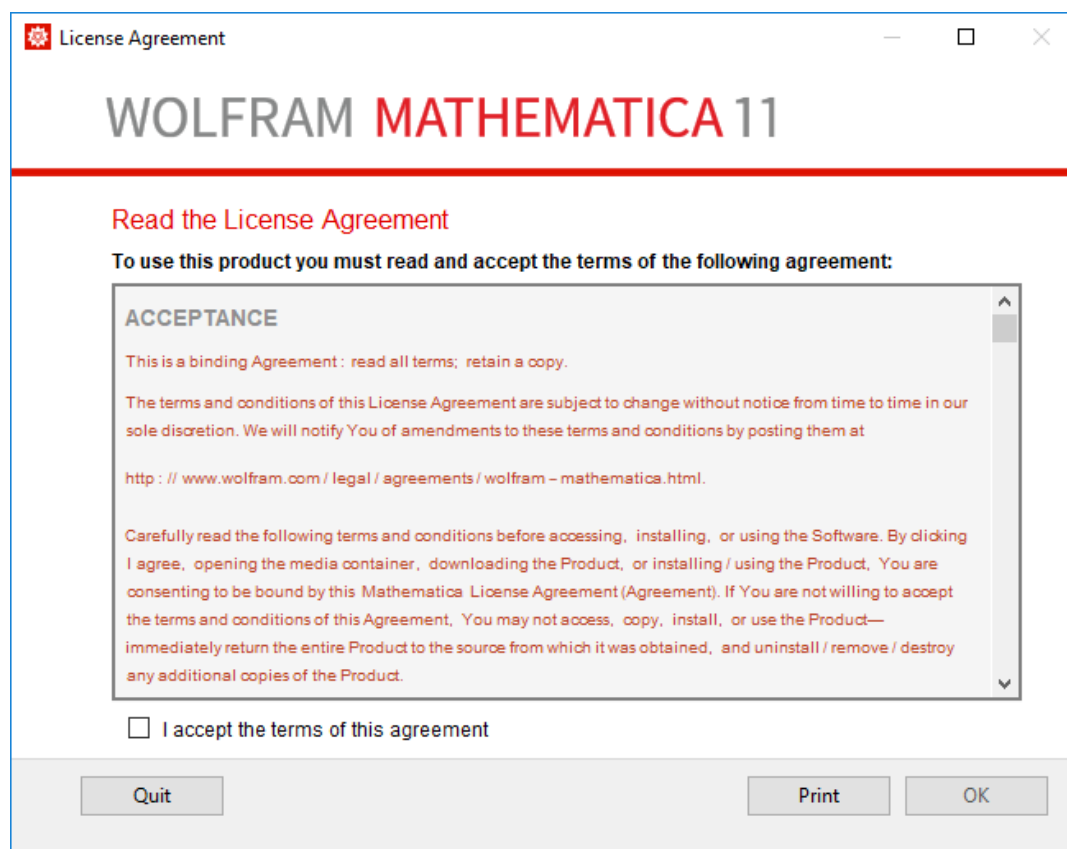 License Agreement
WOLFRAM MATHEMATICA 11
Read the License Agreement
To use this product you must read and accept the terms of the following agreement:
ACCEPTANCE
This is a binding Agreement : read all terms; retain a copy.
The terms and conditions of this License Agreement are subject to change without notice from time to time in our
sole discretion. We will notify You of amendments to these terms and conditions by posting them at
http : // www.wolfram.com / legal / agreements / wolfram – mathematica.html.
Carefully read the following terms and conditions before accessing, installing, or using the Software. By clicking
I agree, opening the media container, downloading the Product, or installing / using the Product, You are
consenting to be bound by this Mathematica License Agreement (Agreement). If You are not willing to accept
the terms and conditions of this Agreement, You may not access, copy, install, or use the Product—
immediately return the entire Product to the source from which it was obtained, and uninstall / remove / destroy
any additional copies of the Product.
I accept the terms of this agreement
Quit Print OK